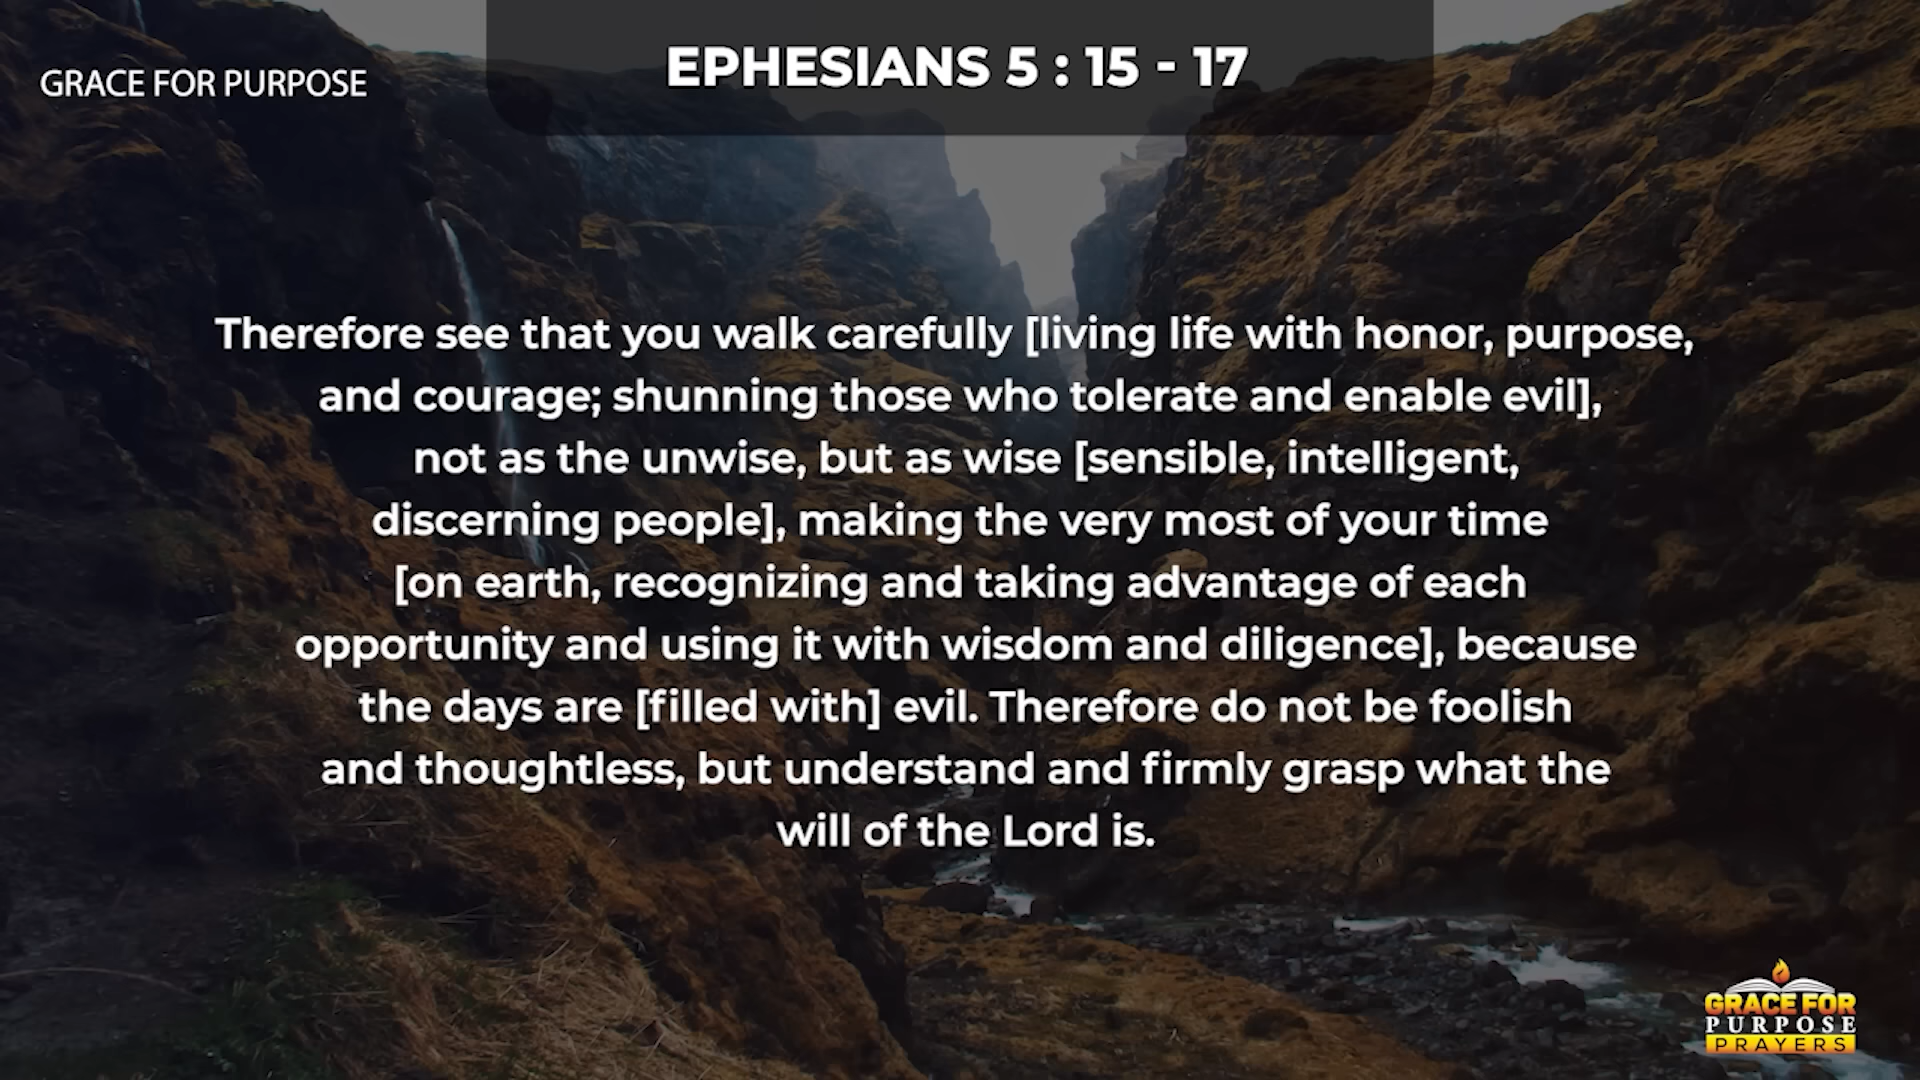 GRACE FOR PURPOSE
EPHESIANS 5 : 15 - 17
Therefore see that you walk carefully [living life with honor, purpose,
and courage; shunning those who tolerate and enable evil],
not as the unwise, but as wise [sensible, intelligent,
discerning people], making the very most of your time
[on earth, recognizing and taking advantage of each
opportunity and using it with wisdom and diligence], because
the days are [filled with] evil. Therefore do not be foolish
and thoughtless, but understand and firmly grasp what the
will of the Lord is.
GRACE FOR
PURPOSE
PRAYERS